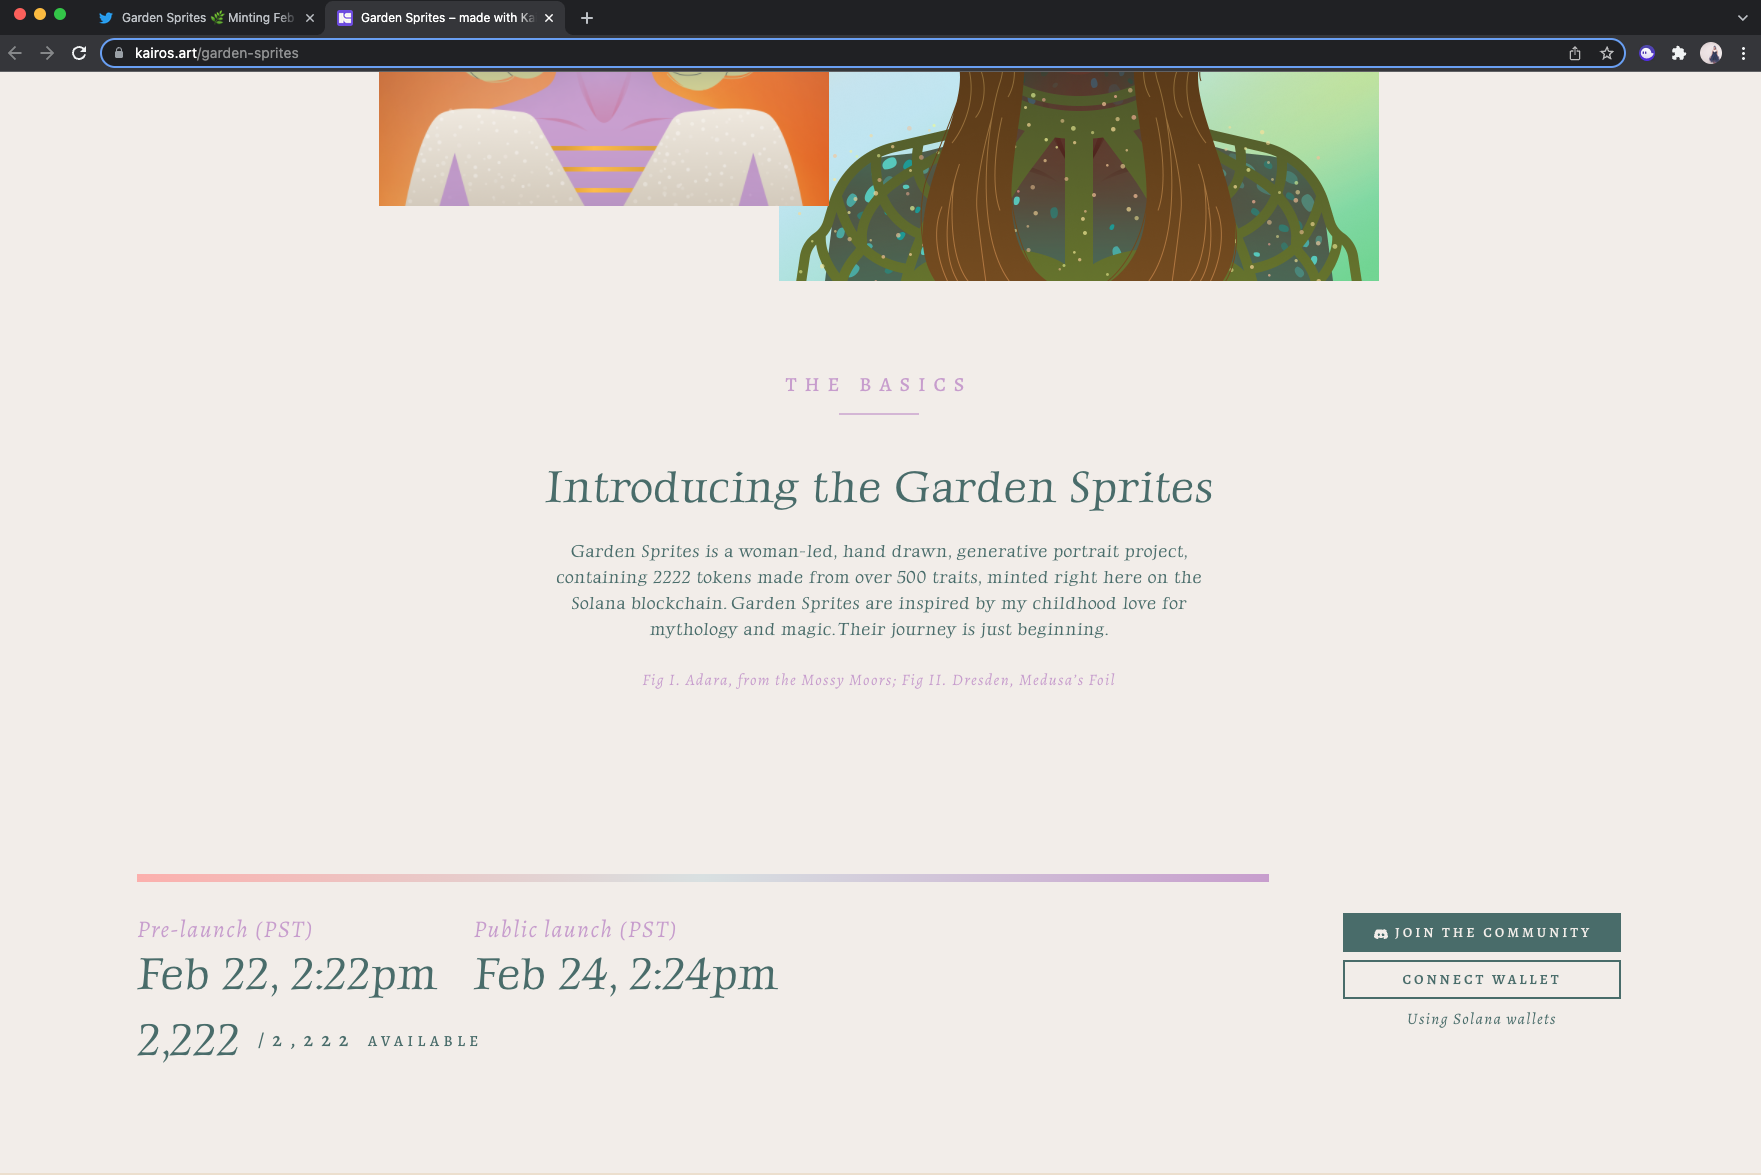 Garden Sprites 🌿 Minting Feb
Garden Sprites – made with Ka
kairos.art/garden-sprites
THE BASICS
Introducing the Garden Sprites
Garden Sprites is a woman-led, hand drawn, generative portrait project,
containing 2222 tokens made from over 500 traits, minted right here on the
Solana blockchain. Garden Sprites are inspired by my childhood love for
mythology and magic.Their journey is just beginning.
Fig I. Adara, from the Mossy Moors; Fig II. Dresden, Medusa's Foil
Pre-launch (PST)
Feb 22, 2:22pm
Public launch (PST)
Feb 24, 2:24pm
2,222 /2,222 AVAILABLE
JOIN THE COMMUNITY
CONNECT WALLET
Using Solana wallets